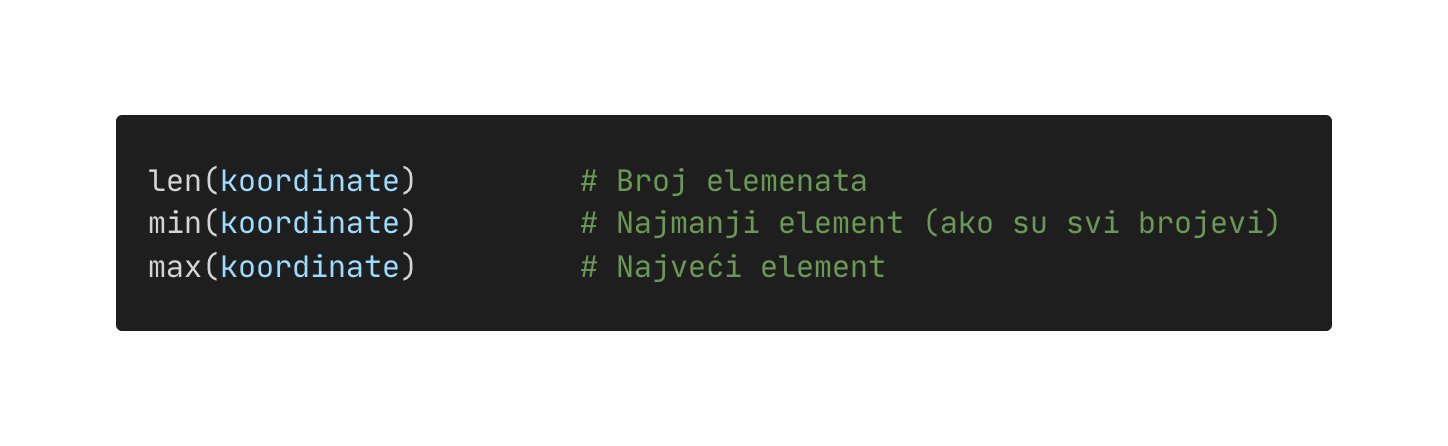 len(koordinate)         # Broj elemenata
min(koordinate)         # Najmanji element (ako su svi brojevi)
max(koordinate)         # Najveći element